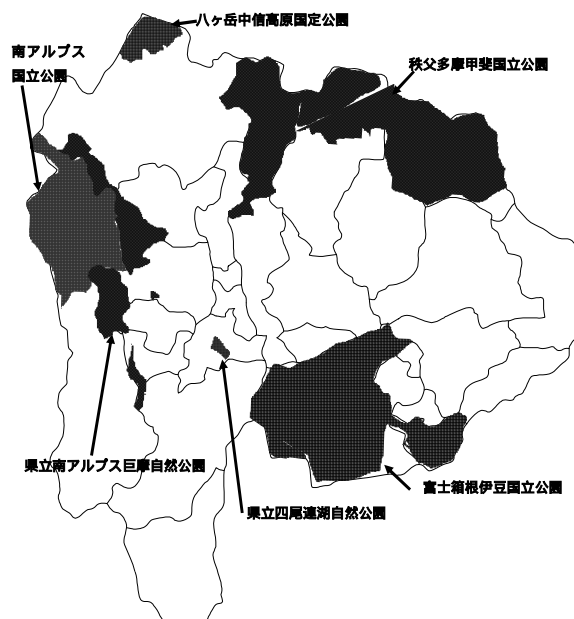 八ヶ岳中信高原国定公園
南アルプス
国立公園
秩父多摩甲斐国立公園
県立南アルプス巨摩自然公園
富士箱根伊豆国立公園
県立四尾連湖自然公園